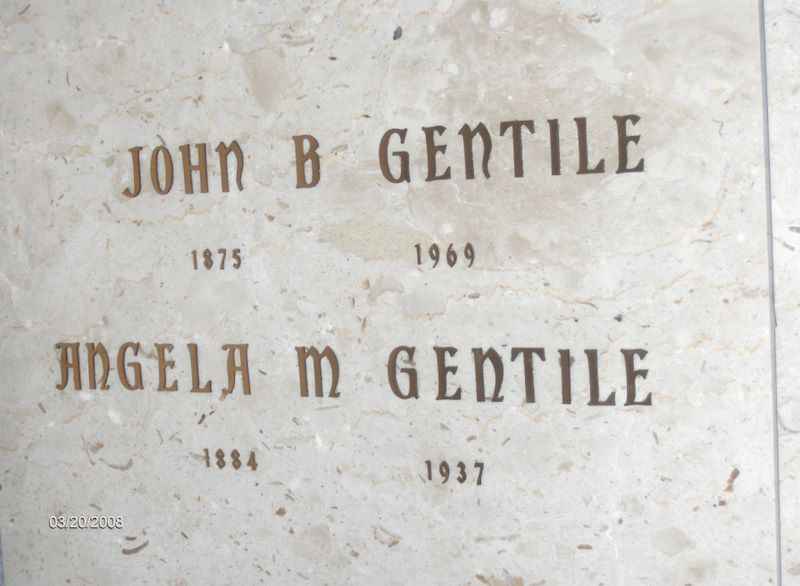 JOHN B GENTILE
1875 1969
ANGELA M GENTILE
1884 1937
03/20/2008